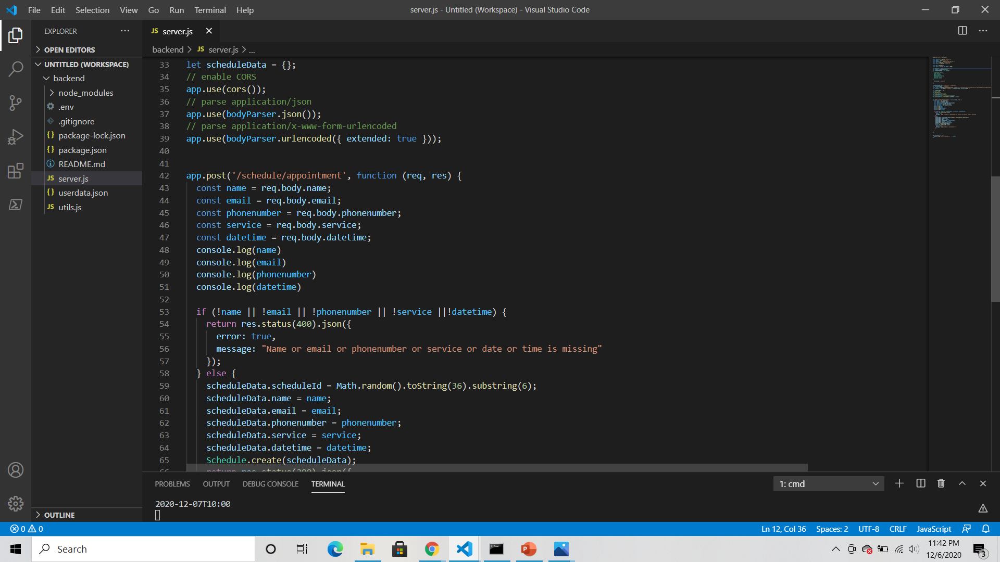 File Edit Selection View Go Run Terminal Help
server.js - Untitled (Workspace) - Visual Studio Code
EXPLORER
OPEN EDITORS
UNTITLED (WORKSPACE)
backend
node_modules
.env
.gitignore
package-lock.json
package.json
README.md
JS server.js
userdata.json
JS utils.js
OUTLINE
JS server.js
backend > JS server.js > ...
33 let scheduleData = {};
34 // enable CORS
35 app.use(cors());
36 // parse application/json
37 app.use(bodyParser.json());
38 // parse application/x-www-form-urlencoded
39 app.use(bodyParser.urlencoded({ extended: true }));
40
41
42 app.post('/schedule/appointment', function (req, res) {
43 const name = req.body.name;
44 const email = req.body.email;
45 const phonenumber = req.body.phonenumber;
46 const service = req.body.service;
47 const datetime = req.body.datetime;
48 console.log(name)
49 console.log(email)
50 console.log(phonenumber)
51 console.log(datetime)
52
53 if (!name || !email || !phonenumber || !service ||!datetime) {
54 return res.status(400).json({
55 error: true,
56 message: "Name or email or phonenumber or service or date or time is missing"
57 });
58 } else {
59 scheduleData.scheduleId = Math.random().toString(36).substring(6);
60 scheduleData.name = name;
61 scheduleData.email = email;
62 scheduleData.phonenumber = phonenumber;
63 scheduleData.service = service;
64 scheduleData.datetime = datetime;
65 Schedule.create(scheduleData);
66 return res.status(200).json({
PROBLEMS OUTPUT DEBUG CONSOLE TERMINAL
1: cmd
2020-12-07T10:00
0 0
Ln 12, Col 36 Spaces: 2 UTF-8 CRLF JavaScript
Search
11:42 PM
12/6/2020
3